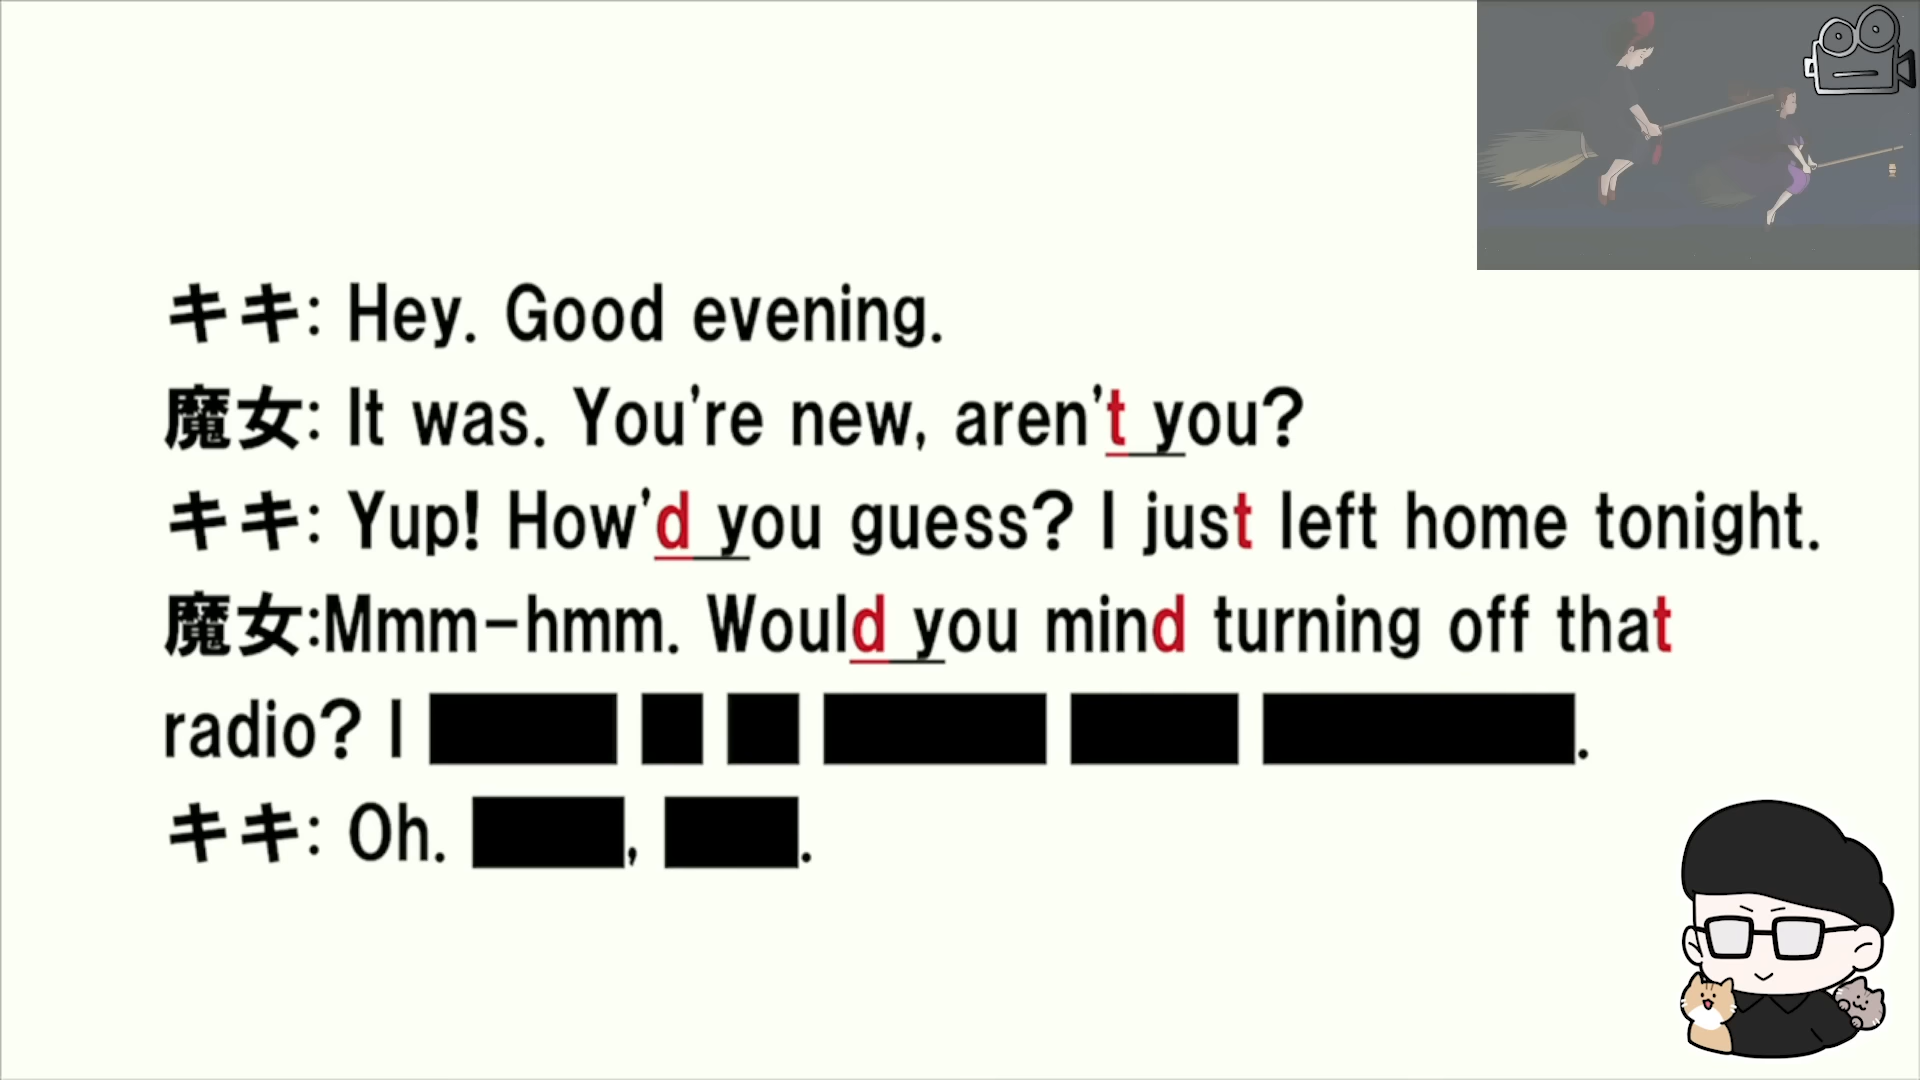 キキ: Hey. Good evening.
魔女: It was. You're new, aren't you?
キキ: Yup! How'd you guess? I just left home tonight.
魔女:Mmm-hmm. Would you mind turning off that
radio? I .
キキ: Oh. , .